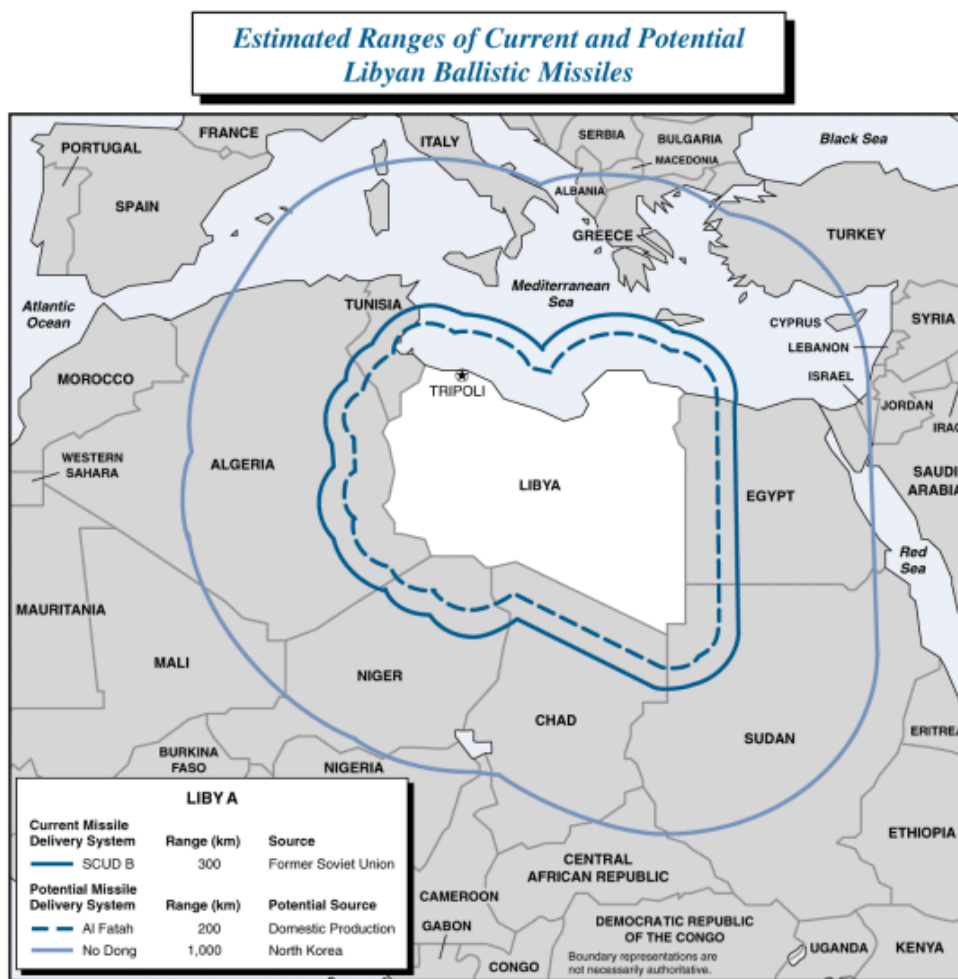 Estimated Ranges of Current and Potential
Libyan Ballistic Missiles
FRANCE
ITALY
SERBIA
BULGARIA
Black Sea
PORTUGAL
MACEDONIA
SPAIN
ALBANIA
GREECE
TURKEY
Atlantic
Ocean
TUNISIA
Mediterranean
Sea
CYPRUS
SYRIA
LEBANON
MOROCCO
TRIPOLI
ISRAEL
JORDAN
IRAQ
WESTERN
SAHARA
ALGERIA
LIBYA
EGYPT
SAUDI
ARABIA
Red
Sea
MAURITANIA
MALI
NIGER
CHAD
SUDAN
ERITREA
BURKINA
FASO
NIGERIA
ETHIOPIA
CENTRAL
AFRICAN REPUBLIC
CAMEROON
GABON
CONGO
DEMOCRATIC REPUBLIC
OF THE CONGO
Boundary representations are
not necessarily authoritative.
UGANDA
KENYA
LIBYA
Current Missile
Delivery System Range (km) Source
SCUD B 300 Former Soviet Union
Potential Missile
Delivery System Range (km) Potential Source
Al Fatah 200 Domestic Production
No Dong 1,000 North Korea